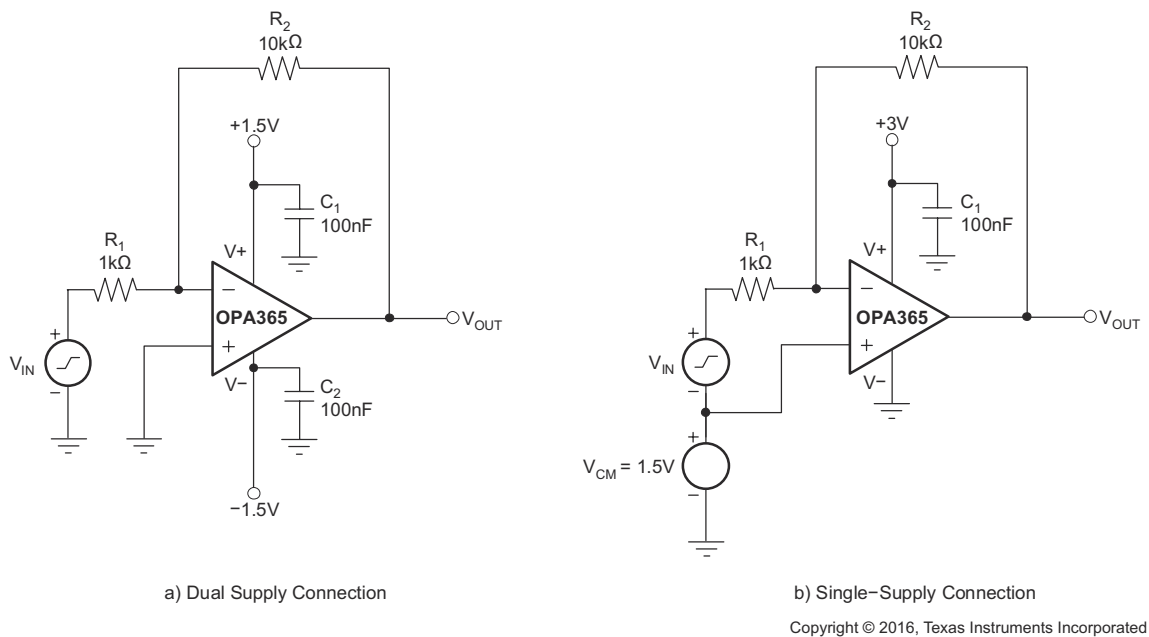 R2
10kΩ
+1.5V
C1
100nF
V+
R1
1kΩ
−
OPA365
+
VOUT
+
VIN
−
V−
C2
100nF
−1.5V
a) Dual Supply Connection
R2
10kΩ
+3V
C1
100nF
V+
R1
1kΩ
−
OPA365
+
VOUT
+
VIN
−
V−
+
VCM = 1.5V
−
b) Single−Supply Connection
Copyright © 2016, Texas Instruments Incorporated